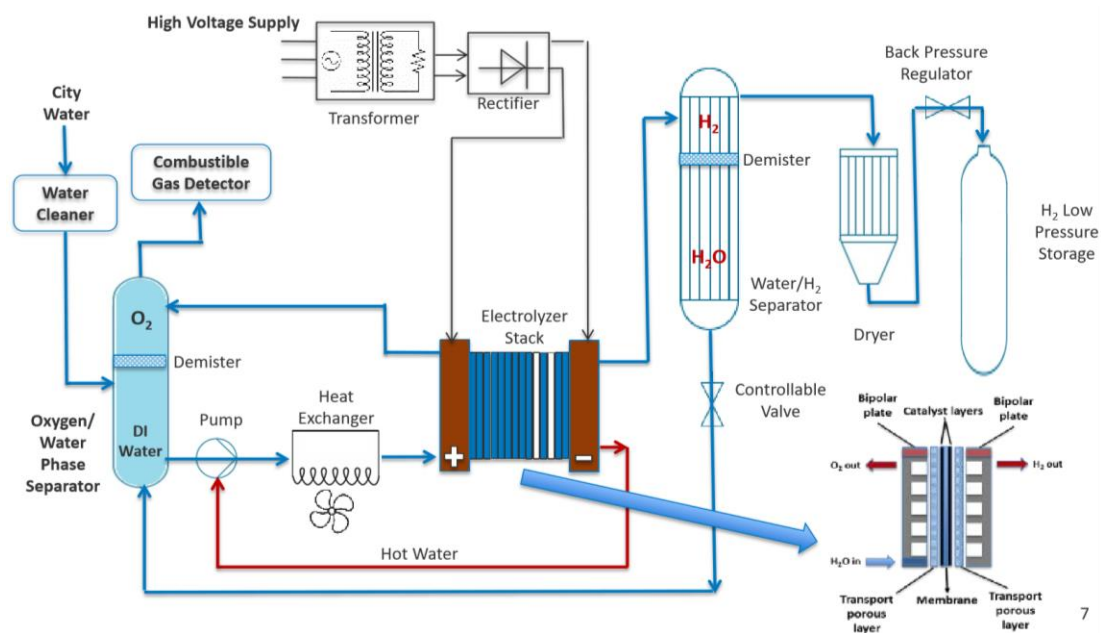 High Voltage Supply
Transformer
Rectifier
City
Water
Water
Cleaner
Combustible
Gas Detector
O₂
Demister
DI
Water
Oxygen/
Water
Phase
Separator
Pump
Heat
Exchanger
Hot Water
Electrolyzer
Stack
+
−
H₂
Demister
H₂O
Water/H₂
Separator
Controllable
Valve
Dryer
Back Pressure
Regulator
H₂ Low
Pressure
Storage
Bipolar
plate
Catalyst layers
Bipolar
plate
O₂ out
H₂ out
H₂O in
Transport
porous
layer
Membrane
Transport
porous
layer
7